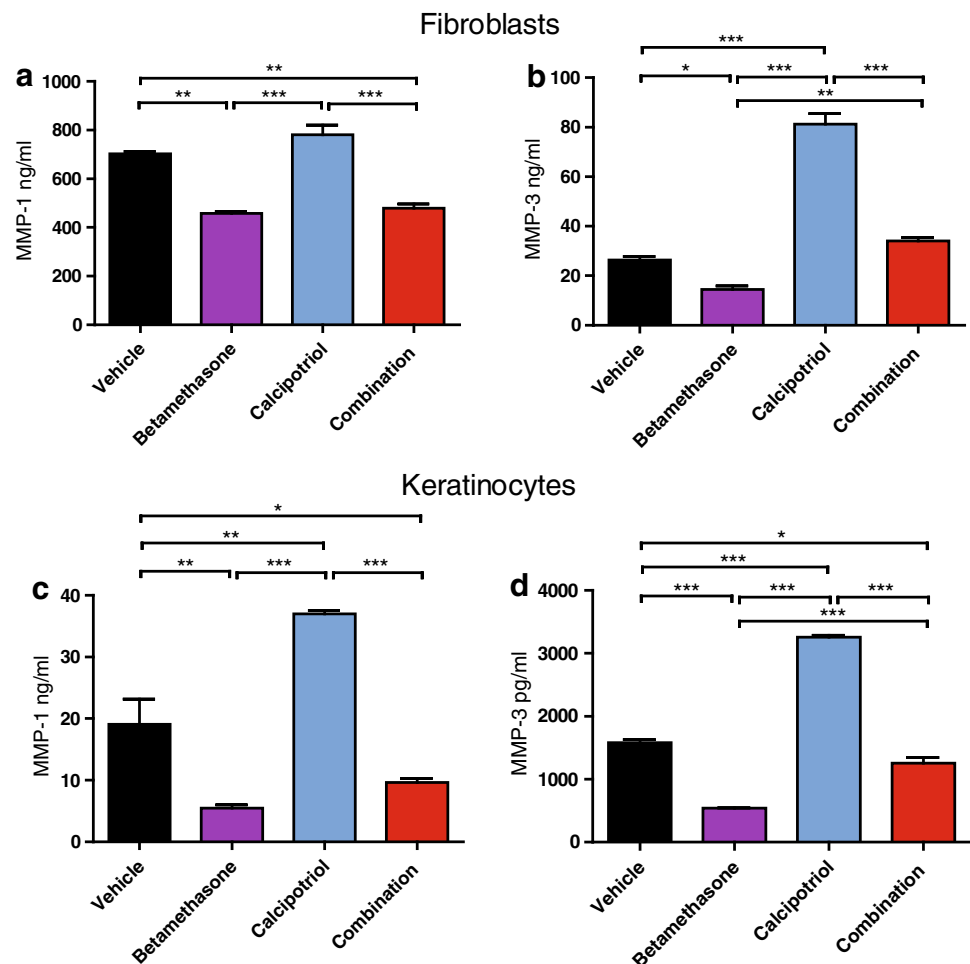 Fibroblasts
a
**
** *** ***
1000
800
600
400
200
0
MMP-1 ng/ml
Vehicle
Betamethasone
Calcipotriol
Combination
b
***
* *** ***
**
100
80
60
40
20
0
MMP-3 ng/ml
Vehicle
Betamethasone
Calcipotriol
Combination
Keratinocytes
c
*
**
** *** ***
40
30
20
10
0
MMP-1 ng/ml
Vehicle
Betamethasone
Calcipotriol
Combination
d
*
***
*** *** ***
***
4000
3000
2000
1000
0
MMP-3 pg/ml
Vehicle
Betamethasone
Calcipotriol
Combination